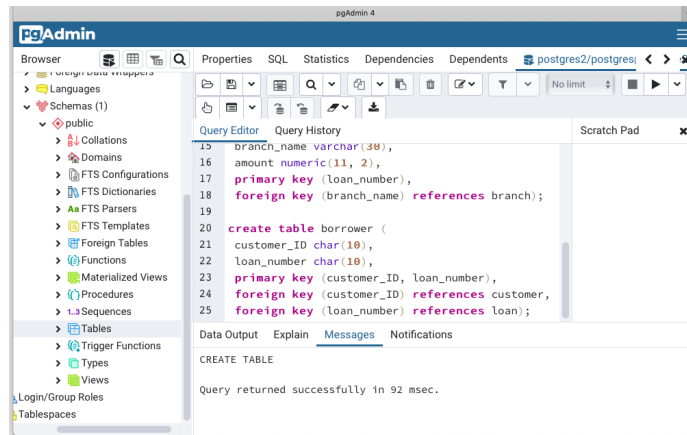 pgAdmin 4
pgAdmin
Browser
Properties SQL Statistics Dependencies Dependents postgres2/postgres
Foreign Data Wrappers
Languages
Schemas (1)
public
Collations
Domains
FTS Configurations
FTS Dictionaries
Aa FTS Parsers
FTS Templates
Foreign Tables
Functions
Materialized Views
Procedures
1..3 Sequences
Tables
Trigger Functions
Types
Views
Login/Group Roles
Tablespaces
No limit
Query Editor Query History
Scratch Pad
15 branch_name varchar(30),
16 amount numeric(11, 2),
17 primary key (loan_number),
18 foreign key (branch_name) references branch);
19
20 create table borrower (
21 customer_ID char(10),
22 loan_number char(10),
23 primary key (customer_ID, loan_number),
24 foreign key (customer_ID) references customer,
25 foreign key (loan_number) references loan);
Data Output Explain Messages Notifications
CREATE TABLE
Query returned successfully in 92 msec.